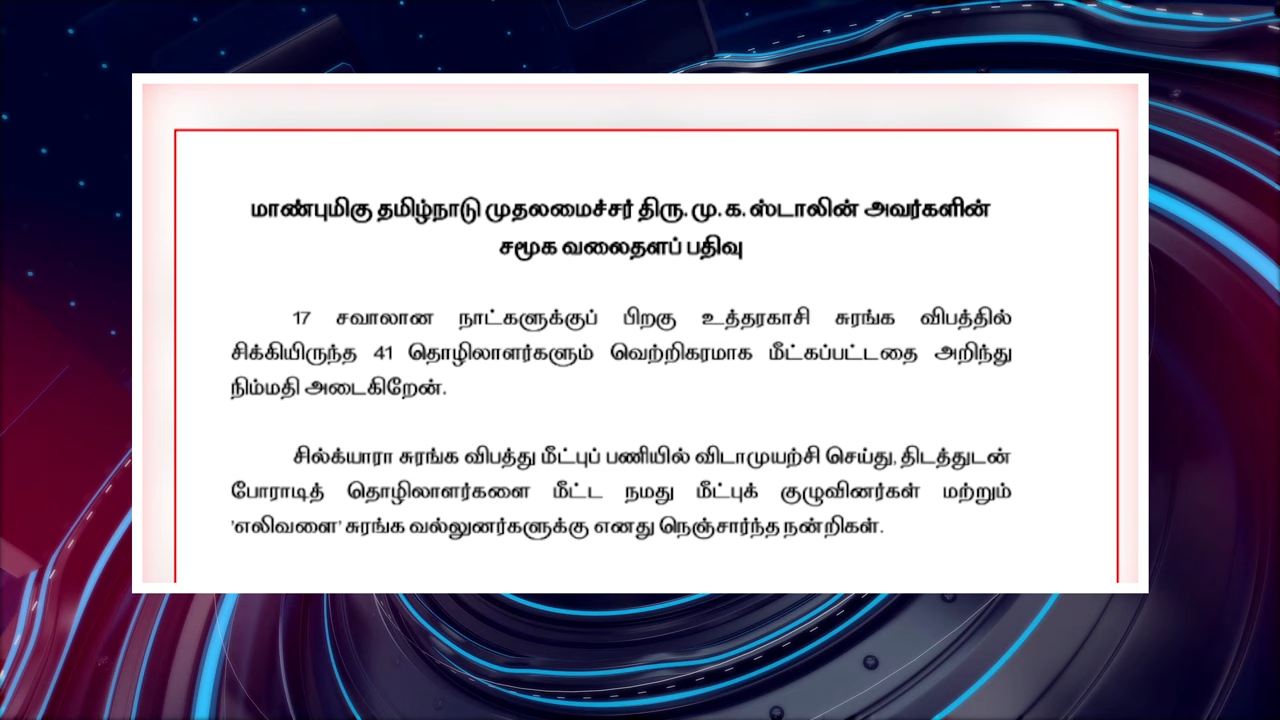 மாண்புமிகு தமிழ்நாடு முதலமைச்சர் திரு. மு. க. ஸ்டாலின் அவர்களின்
சமூக வலைதளப் பதிவு
17 சவாலான நாட்களுக்குப் பிறகு உத்தரகாசி சுரங்க விபத்தில்
சிக்கியிருந்த 41 தொழிலாளர்களும் வெற்றிகரமாக மீட்கப்பட்டதை அறிந்து
நிம்மதி அடைகிறேன்.
சில்க்யாரா சுரங்க விபத்து மீட்புப் பணியில் விடாமுயற்சி செய்து, திடத்துடன்
போராடித் தொழிலாளர்களை மீட்ட நமது மீட்புக் குழுவினர்கள் மற்றும்
'எலிவளை' சுரங்க வல்லுனர்களுக்கு எனது நெஞ்சார்ந்த நன்றிகள்.